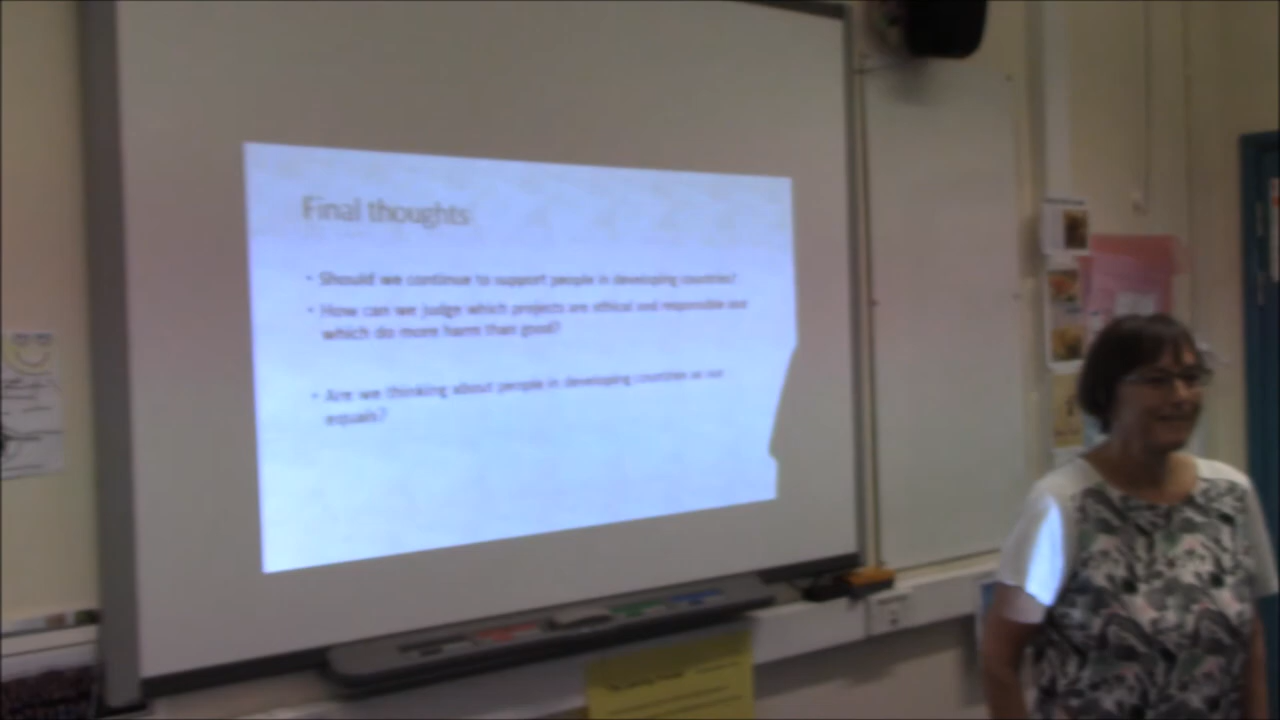 Final thoughts
• Should we continue to support people in developing countries?
• How can we judge which projects are ethical and responsible and
which do more harm than good?
• Are we thinking about people in developing countries as our
equals?